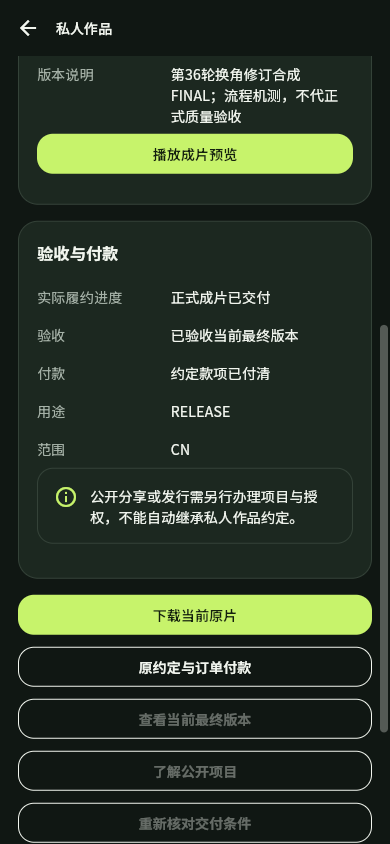 私人作品
版本说明
第36轮换角修订合成
FINAL；流程机测，不代正
式质量验收
播放成片预览
验收与付款
实际履约进度
正式成片已交付
验收
已验收当前最终版本
付款
约定款项已付清
用途
RELEASE
范围
CN
公开分享或发行需另行办理项目与授
权，不能自动继承私人作品约定。
下载当前原片
原约定与订单付款
查看当前最终版本
了解公开项目
重新核对交付条件